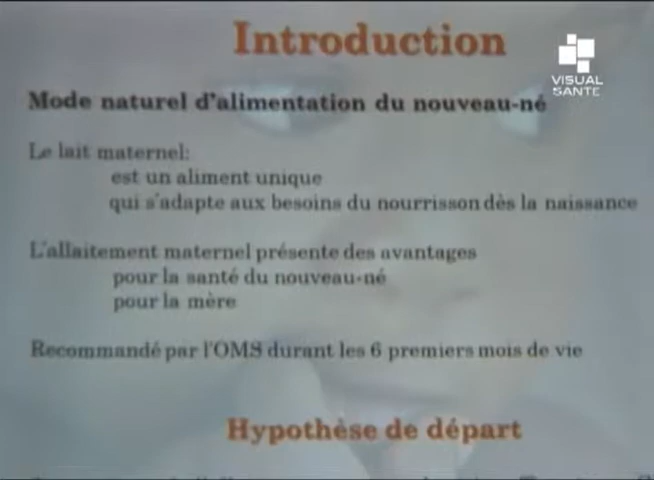 Introduction
VISUAL
SANTE
Mode naturel d'alimentation du nouveau-né
Le lait maternel:
est un aliment unique
qui s'adapte aux besoins du nourrisson dès la naissance
L'allaitement maternel présente des avantages
pour la santé du nouveau-né
pour la mère
Recommandé par l'OMS durant les 6 premiers mois de vie
Hypothèse de départ